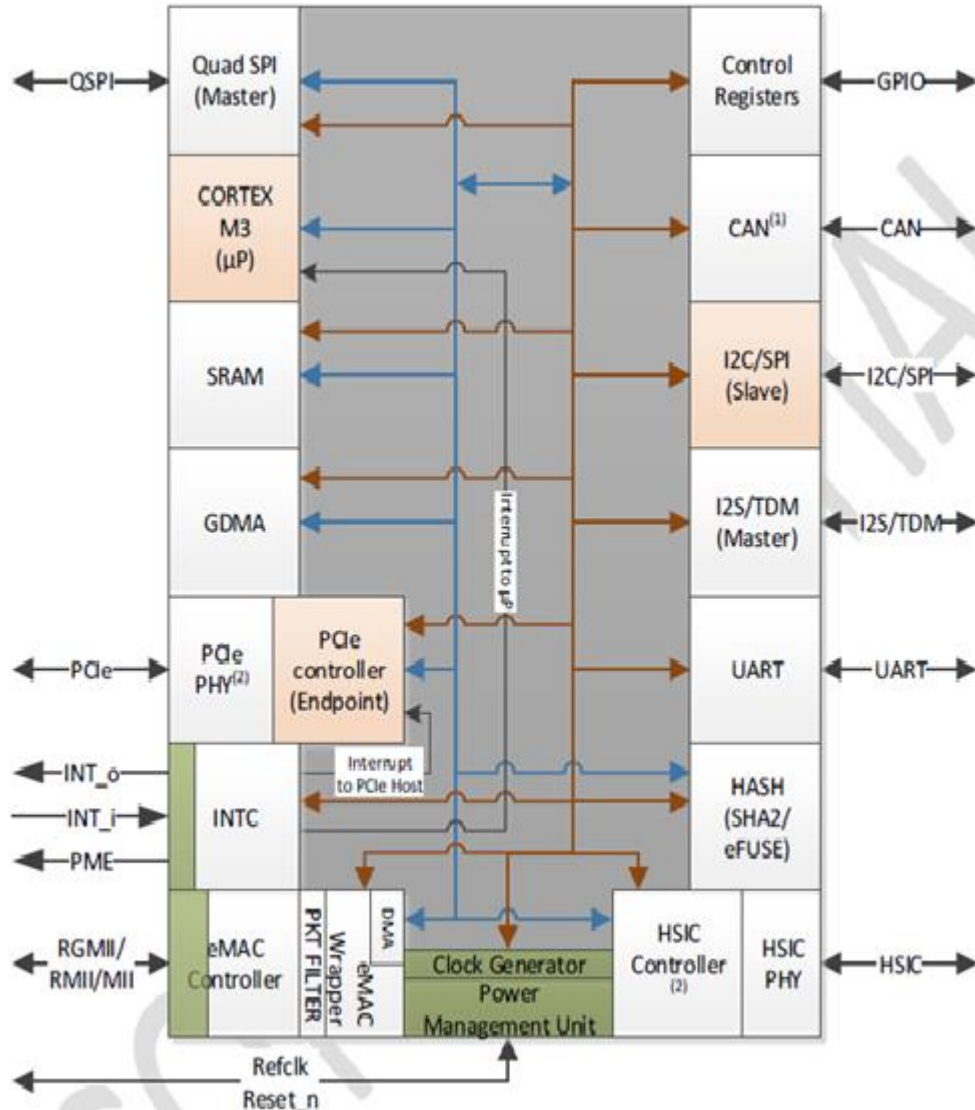 QSPI
Quad SPI
(Master)
Control
Registers
GPIO
CORTEX
M3
(µP)
CAN(1)
CAN
SRAM
I2C/SPI
(Slave)
I2C/SPI
GDMA
Interrupt to µP
I2S/TDM
(Master)
I2S/TDM
PCIe
PCIe
PHY(2)
PCIe
controller
(Endpoint)
UART
UART
INT_o
INT_i
PME
INTC
Interrupt
to PCIe Host
HASH
(SHA2/
eFUSE)
RGMII/
RMII/MII
eMAC
Controller
PKT FILTER
eMAC
Wrapper
DMA
Clock Generator
Power
Management Unit
HSIC
Controller
(2)
HSIC
PHY
HSIC
Refclk
Reset_n